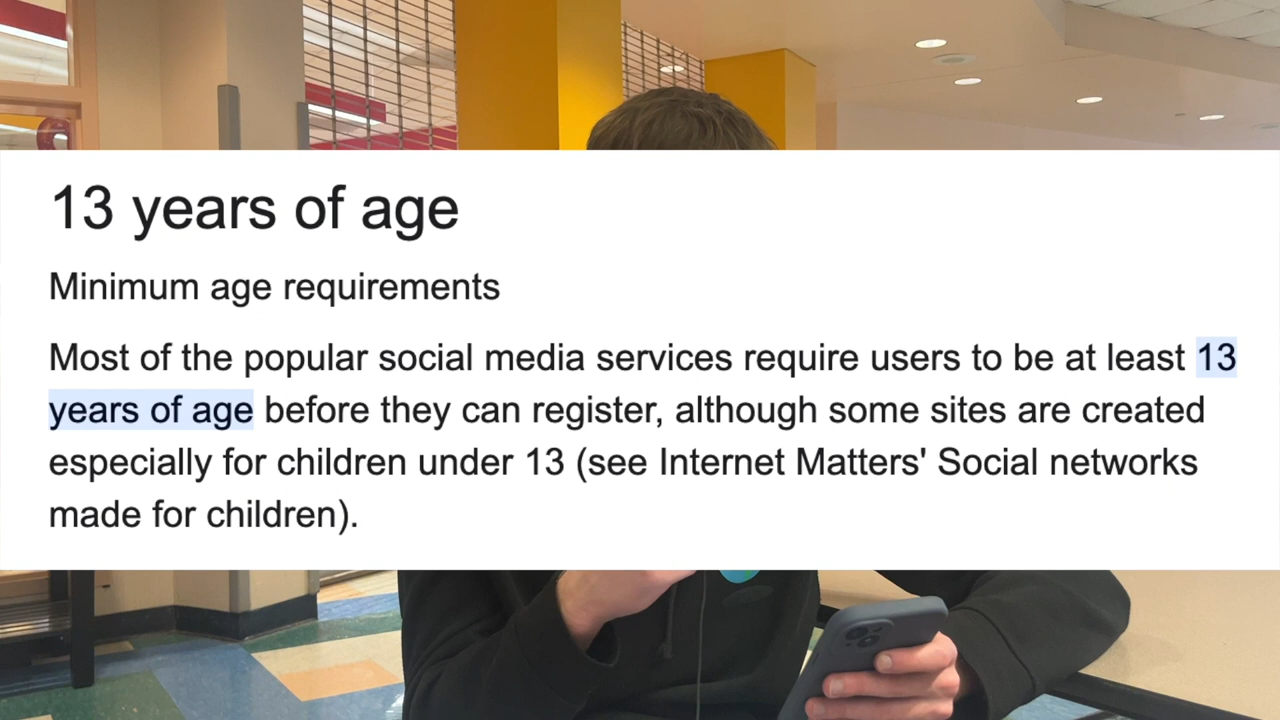 13 years of age
Minimum age requirements
Most of the popular social media services require users to be at least 13
years of age before they can register, although some sites are created
especially for children under 13 (see Internet Matters' Social networks
made for children).